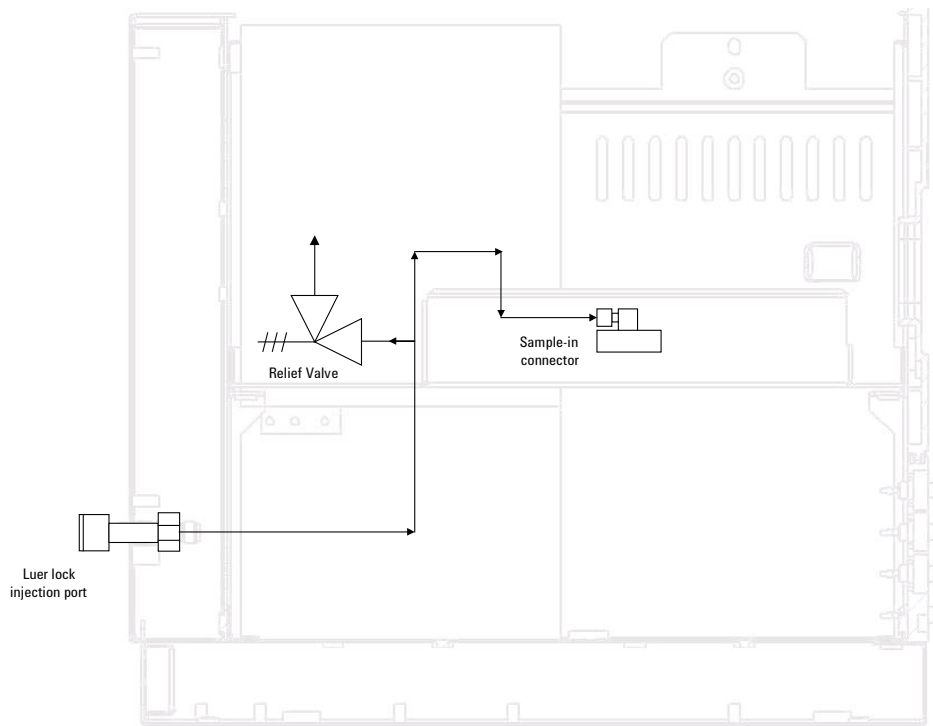 Relief Valve
Sample-in
connector
Luer lock
injection port